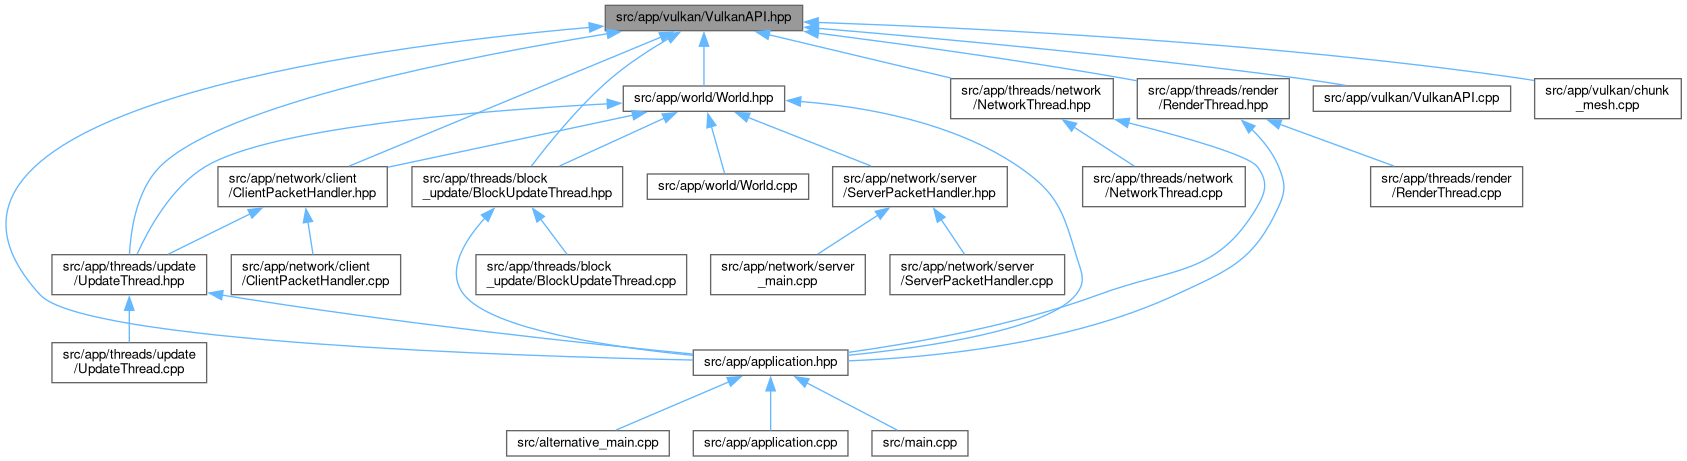 src/app/vulkan/VulkanAPI.hpp
src/app/world/World.hpp
src/app/threads/network
/NetworkThread.hpp
src/app/threads/render
/RenderThread.hpp
src/app/vulkan/VulkanAPI.cpp
src/app/vulkan/chunk
_mesh.cpp
src/app/network/client
/ClientPacketHandler.hpp
src/app/threads/block
_update/BlockUpdateThread.hpp
src/app/world/World.cpp
src/app/network/server
/ServerPacketHandler.hpp
src/app/threads/network
/NetworkThread.cpp
src/app/threads/render
/RenderThread.cpp
src/app/threads/update
/UpdateThread.hpp
src/app/network/client
/ClientPacketHandler.cpp
src/app/threads/block
_update/BlockUpdateThread.cpp
src/app/network/server
_main.cpp
src/app/network/server
/ServerPacketHandler.cpp
src/app/threads/update
/UpdateThread.cpp
src/app/application.hpp
src/alternative_main.cpp
src/app/application.cpp
src/main.cpp